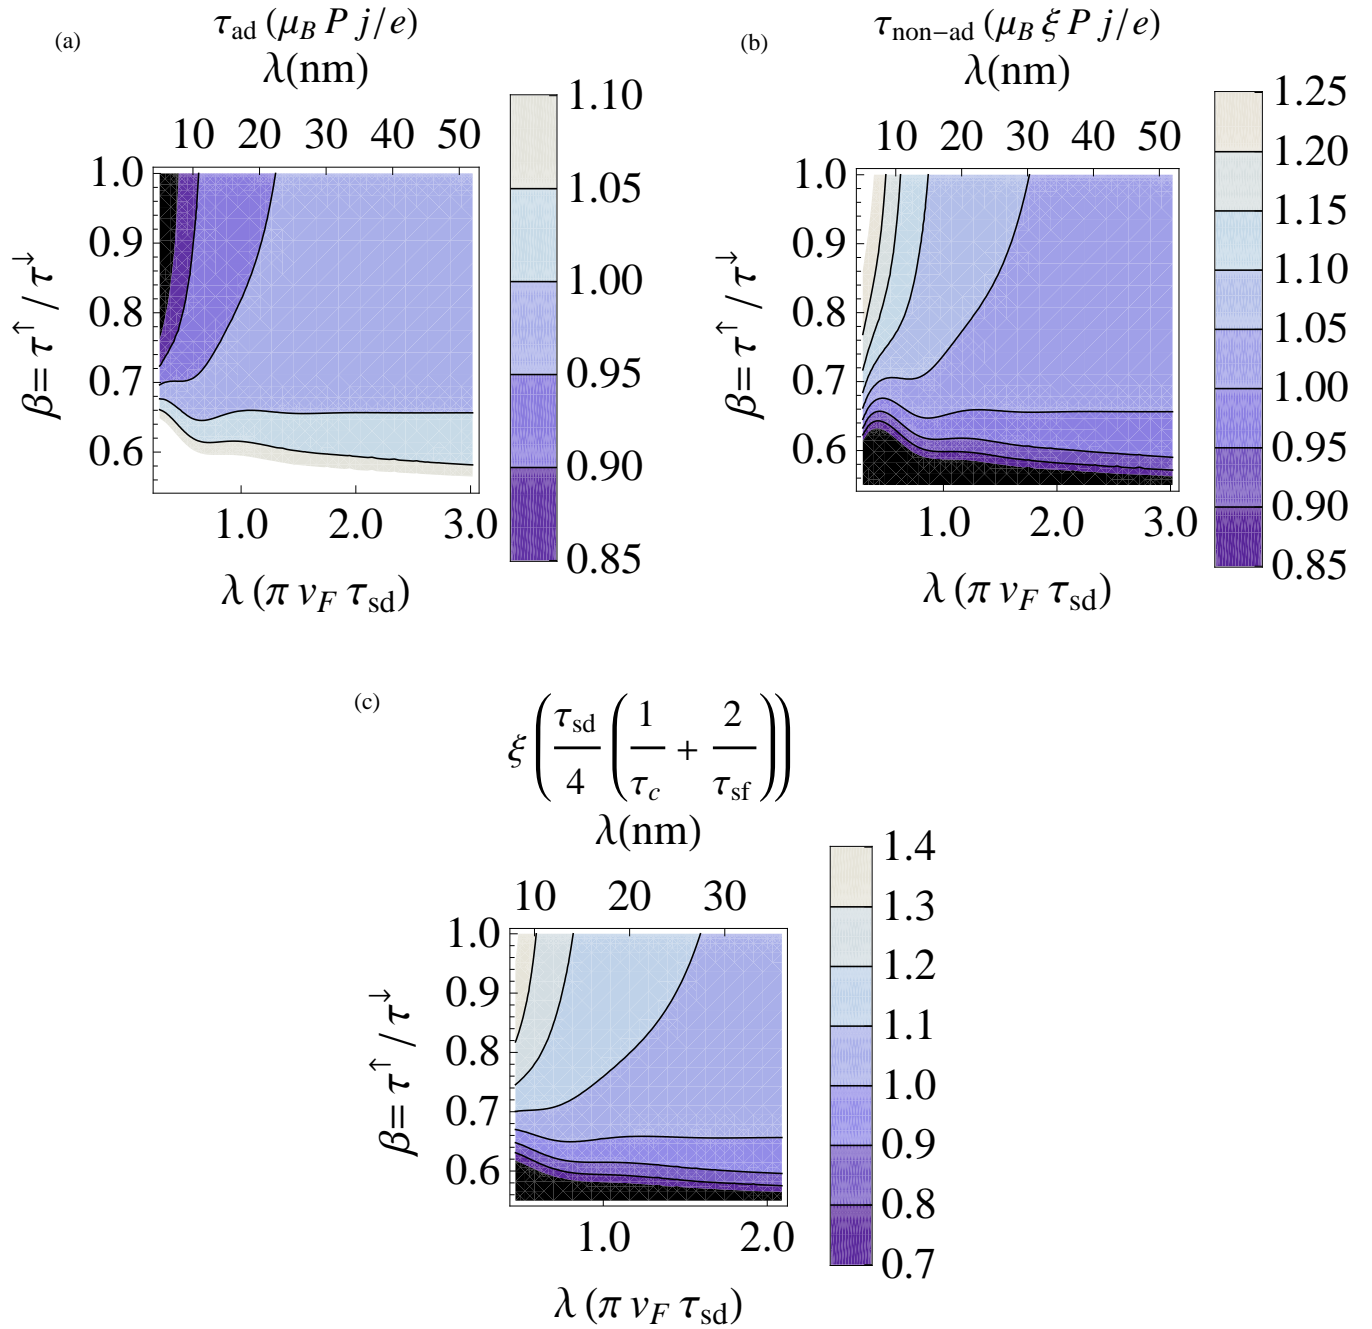 (a)
τ_ad (μ_B P j/e)
λ(nm)
10 20 30 40 50
1.0
0.9
0.8
0.7
0.6
β= τ^↑ / τ^↓
1.0 2.0 3.0
λ (π v_F τ_sd)
1.10
1.05
1.00
0.95
0.90
0.85
(b)
τ_non−ad (μ_B ξ P j/e)
λ(nm)
10 20 30 40 50
1.0
0.9
0.8
0.7
0.6
β= τ^↑ / τ^↓
1.0 2.0 3.0
λ (π v_F τ_sd)
1.25
1.20
1.15
1.10
1.05
1.00
0.95
0.90
0.85
(c)
ξ (τ_sd/4 (1/τ_c + 2/τ_sf))
λ(nm)
10 20 30
1.0
0.9
0.8
0.7
0.6
β= τ^↑ / τ^↓
1.0 2.0
λ (π v_F τ_sd)
1.4
1.3
1.2
1.1
1.0
0.9
0.8
0.7